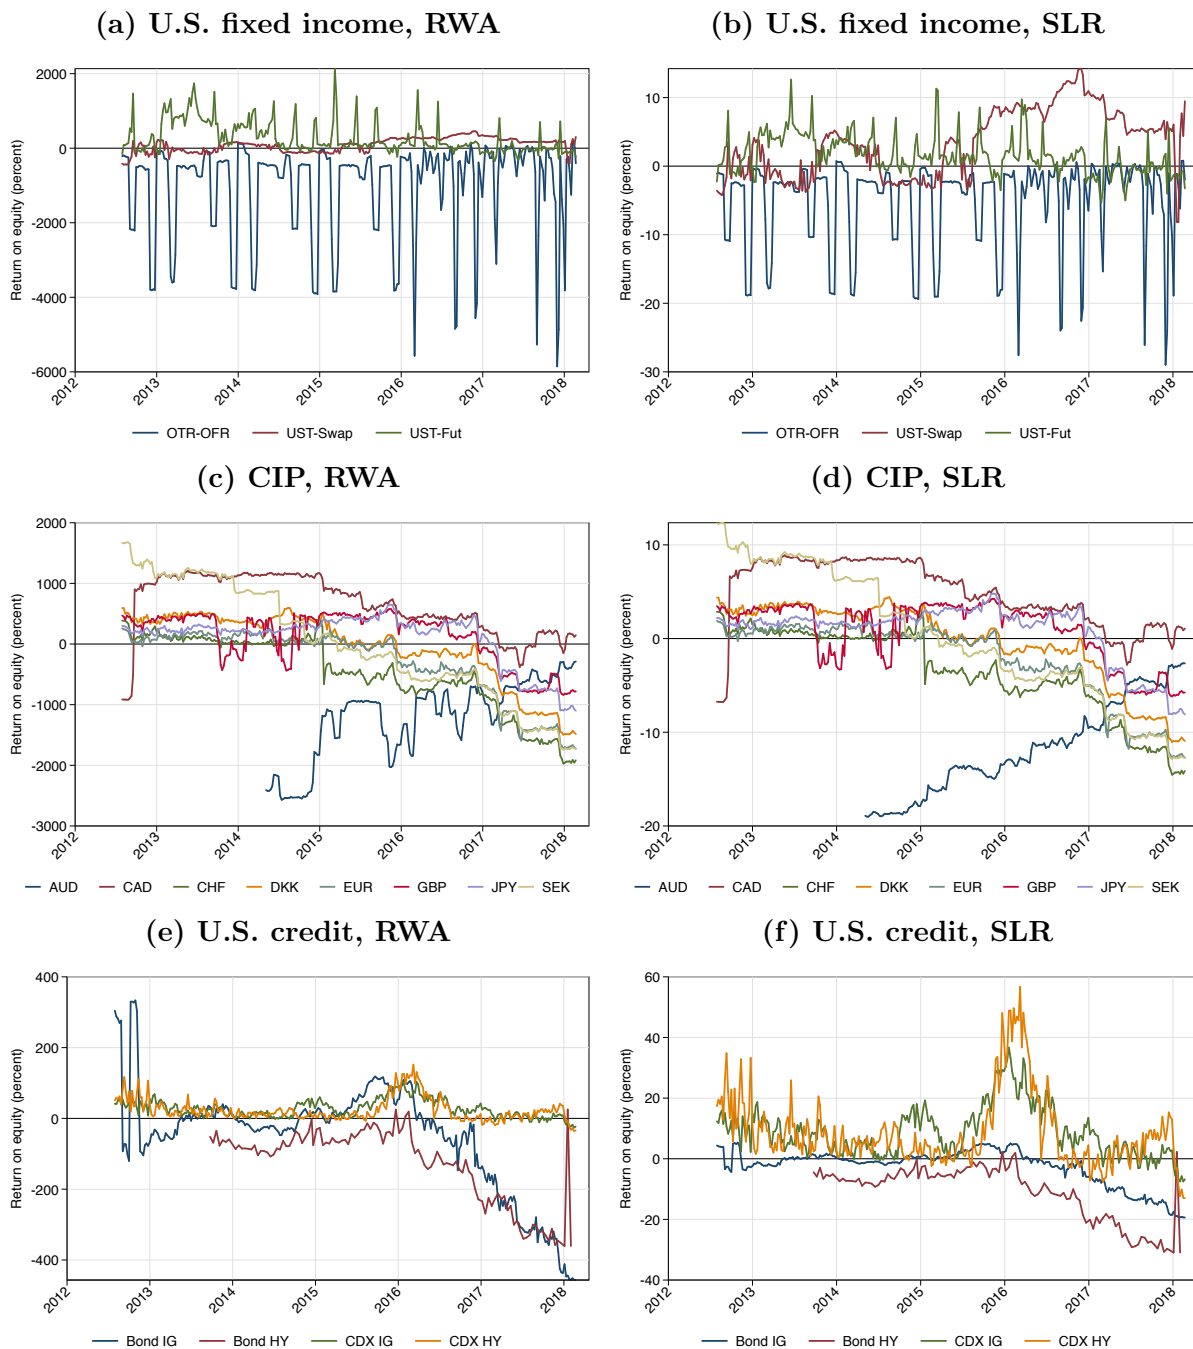 (a) U.S. fixed income, RWA
(b) U.S. fixed income, SLR
Return on equity (percent)
2000
0
-2000
-4000
-6000
2012 2013 2014 2015 2016 2017 2018
OTR-OFR UST-Swap UST-Fut
Return on equity (percent)
10
0
-10
-20
-30
2012 2013 2014 2015 2016 2017 2018
OTR-OFR UST-Swap UST-Fut
(c) CIP, RWA
(d) CIP, SLR
Return on equity (percent)
2000
1000
0
-1000
-2000
-3000
2012 2013 2014 2015 2016 2017 2018
AUD CAD CHF DKK EUR GBP JPY SEK
Return on equity (percent)
10
0
-10
-20
2012 2013 2014 2015 2016 2017 2018
AUD CAD CHF DKK EUR GBP JPY SEK
(e) U.S. credit, RWA
(f) U.S. credit, SLR
Return on equity (percent)
400
200
0
-200
-400
2012 2013 2014 2015 2016 2017 2018
Bond IG Bond HY CDX IG CDX HY
Return on equity (percent)
60
40
20
0
-20
-40
2012 2013 2014 2015 2016 2017 2018
Bond IG Bond HY CDX IG CDX HY